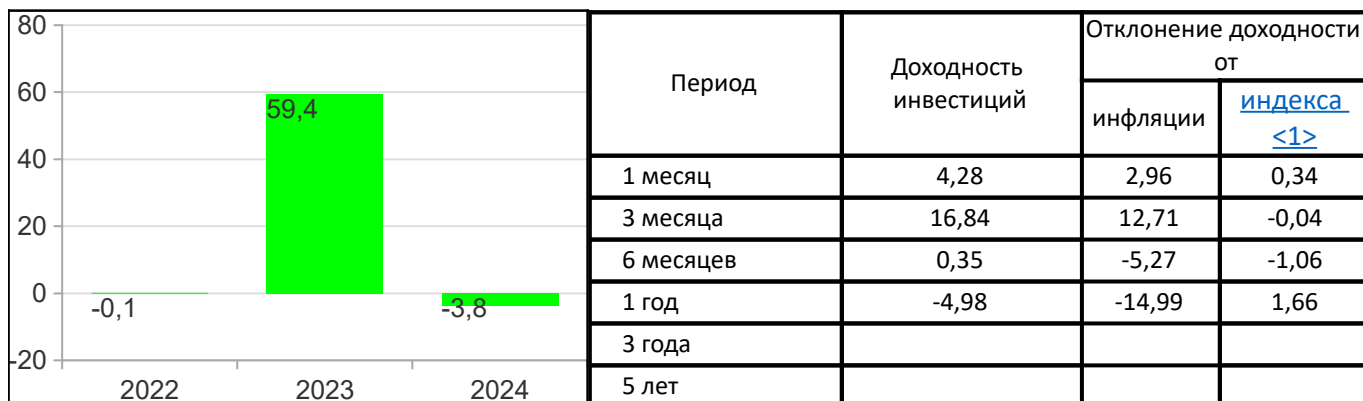 80
60
40
20
0
-20
59,4
-0,1
-3,8
2022 2023 2024
Период
Доходность
инвестиций
Отклонение доходности
от
инфляции
индекса
<1>
1 месяц 4,28 2,96 0,34
3 месяца 16,84 12,71 -0,04
6 месяцев 0,35 -5,27 -1,06
1 год -4,98 -14,99 1,66
3 года
5 лет